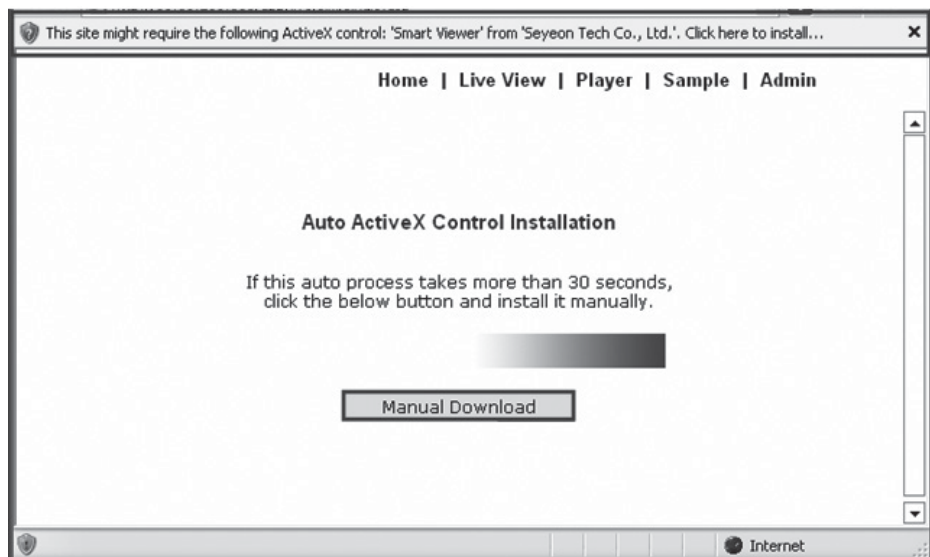 This site might require the following ActiveX control: 'Smart Viewer' from 'Seyeon Tech Co., Ltd.'. Click here to install...
Home | Live View | Player | Sample | Admin
Auto ActiveX Control Installation
If this auto process takes more than 30 seconds,
click the below button and install it manually.
Manual Download
Internet